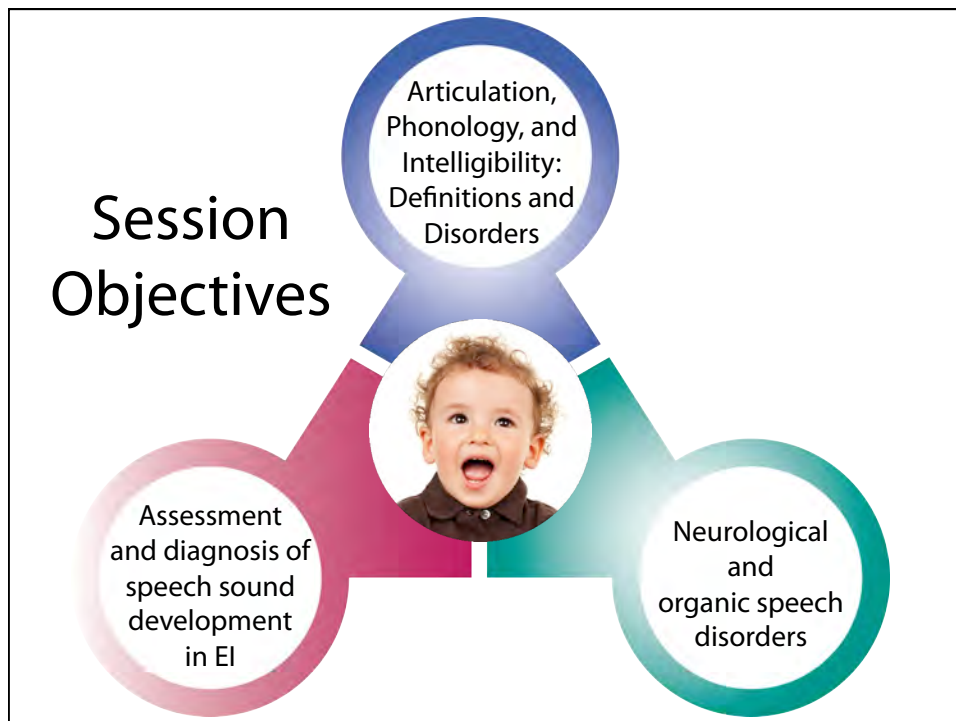 Session
Objectives
Articulation,
Phonology, and
Intelligibility:
Definitions and
Disorders
Assessment
and diagnosis of
speech sound
development
in EI
Neurological
and
organic speech
disorders